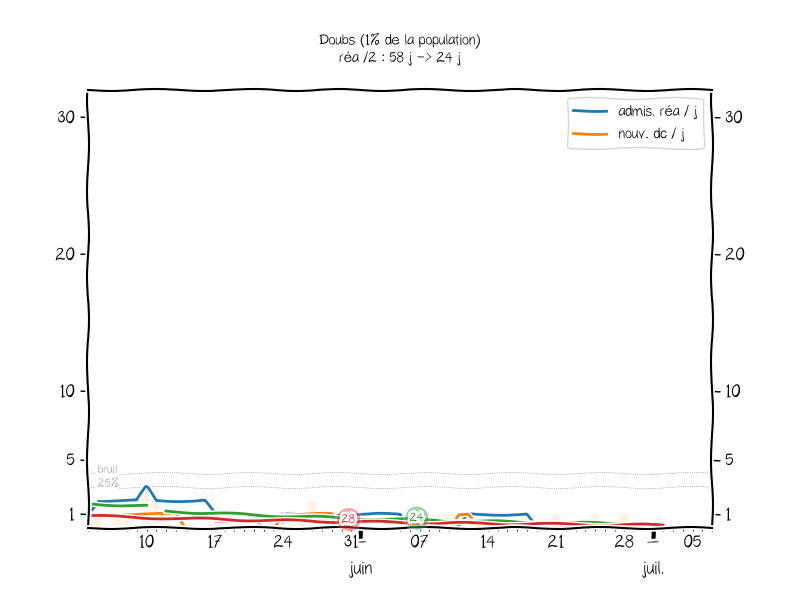 Doubs (1% de la population)
réa /2 : 58 j -> 24 j
30 30
admis. réa / j
nouv. dc / j
20 20
10 10
5 5
bruit
25%
1 1
28 24
10 17 24 31 07 14 21 28 05
juin juil.